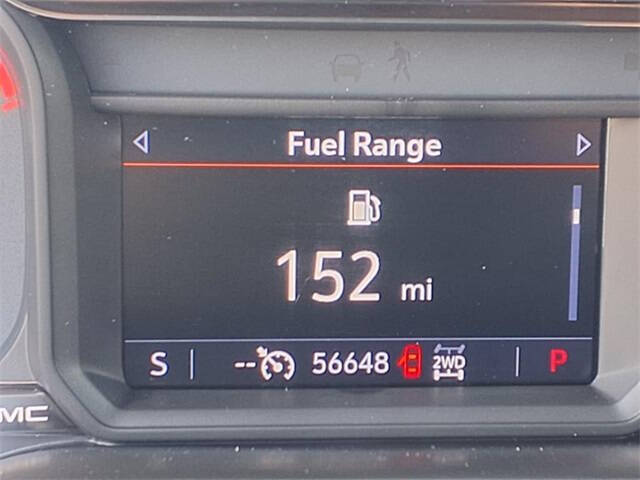 Fuel Range
152 mi
S -- 56648 2WD P
MC